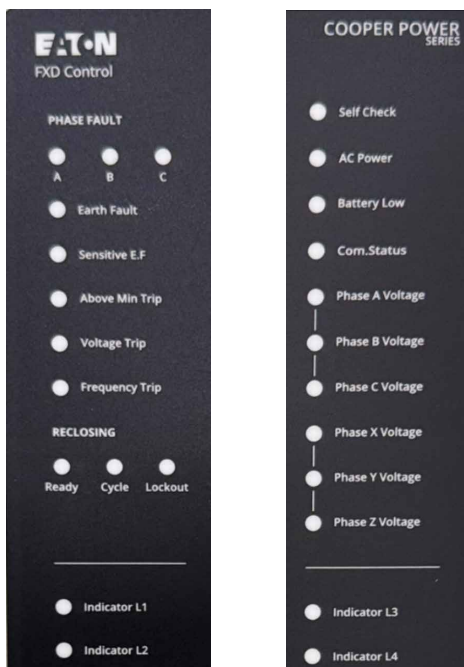 EATON
FXD Control
PHASE FAULT
A B C
Earth Fault
Sensitive E.F
Above Min Trip
Voltage Trip
Frequency Trip
RECLOSING
Ready Cycle Lockout
Indicator L1
Indicator L2
COOPER POWER
SERIES
Self Check
AC Power
Battery Low
Com.Status
Phase A Voltage
Phase B Voltage
Phase C Voltage
Phase X Voltage
Phase Y Voltage
Phase Z Voltage
Indicator L3
Indicator L4